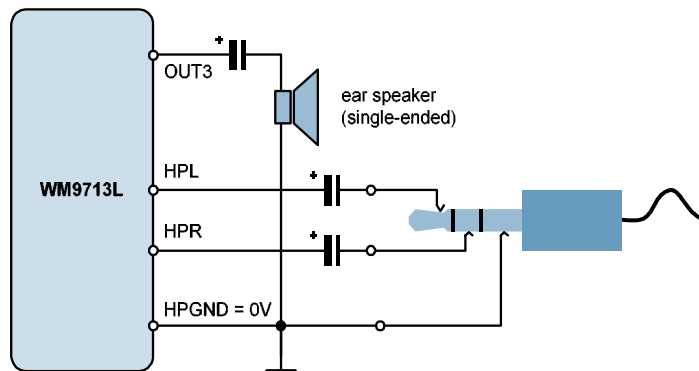 +
OUT3
ear speaker
(single-ended)
HPL
+
WM9713L
HPR
+
HPGND = 0V